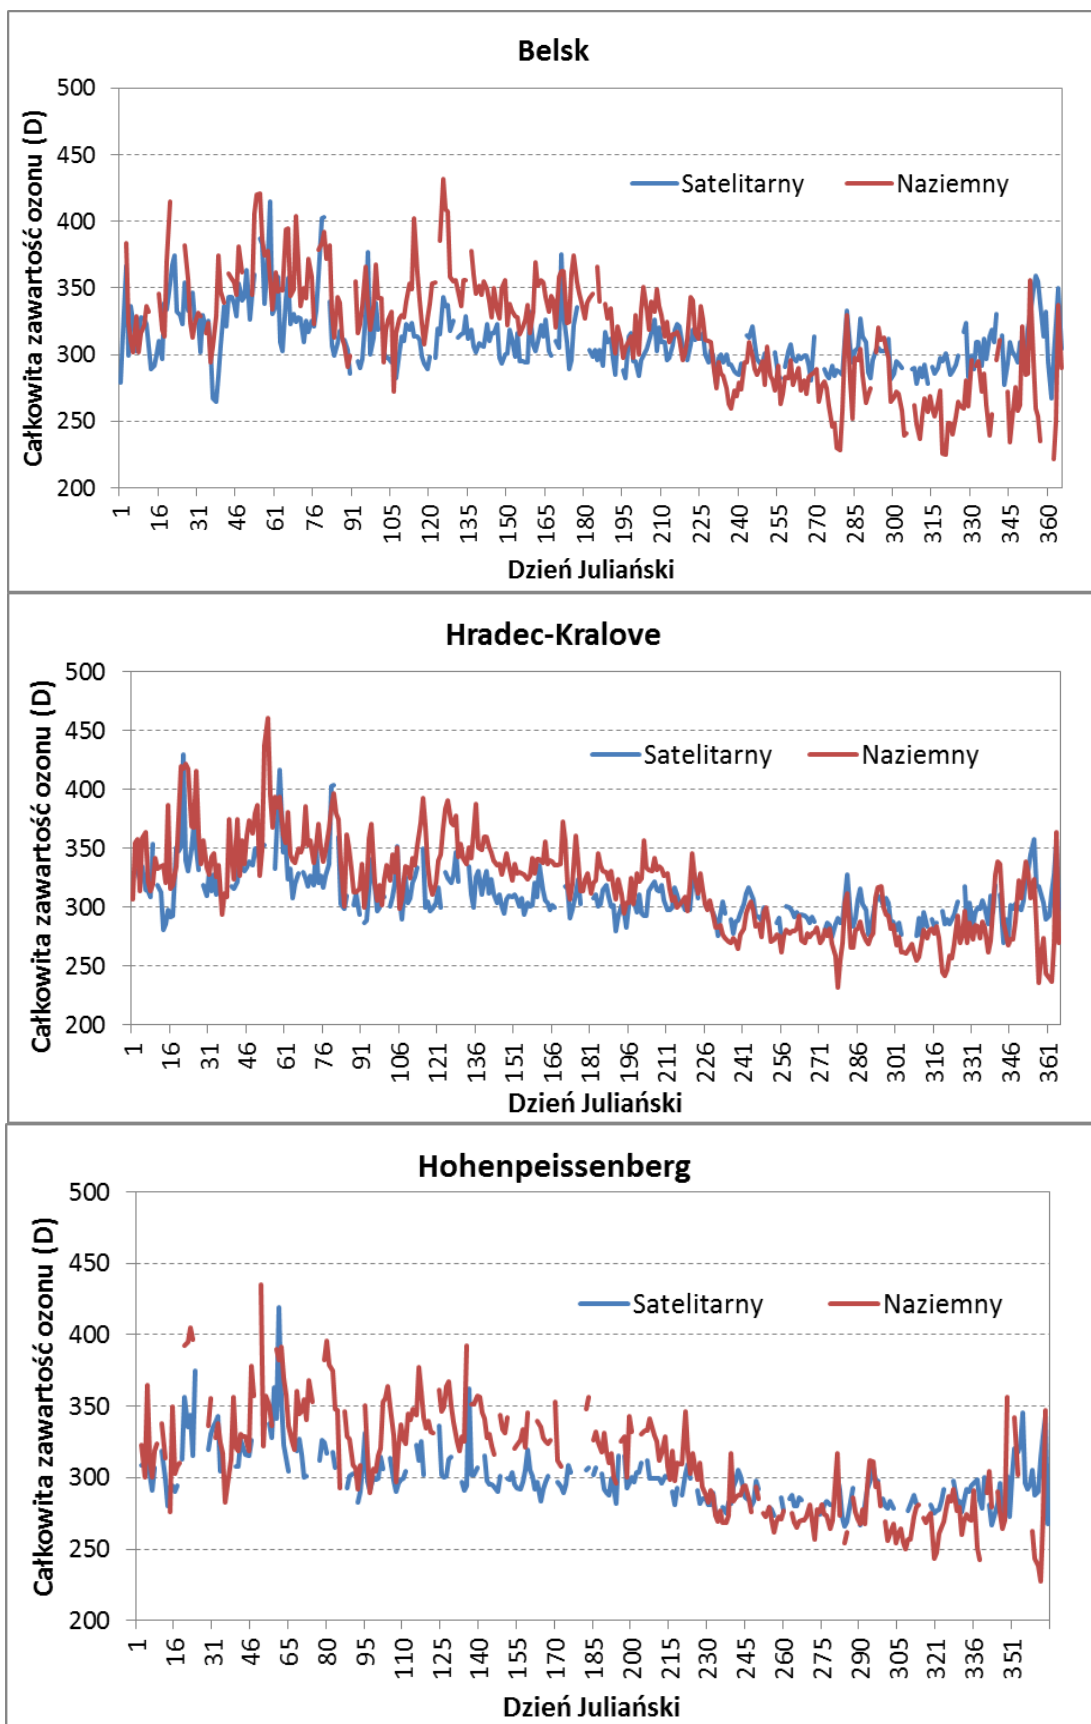 Belsk
Całkowita zawartość ozonu (D)
500
450
400
350
300
250
200
Satelitarny Naziemny
1 16 31 46 61 76 91 105 120 135 150 165 180 195 210 225 240 255 270 285 300 315 330 345 360
Dzień Juliański
Hradec-Kralove
Całkowita zawartość ozonu (D)
500
450
400
350
300
250
200
Satelitarny Naziemny
1 16 31 46 61 76 91 106 121 136 151 166 181 196 211 226 241 256 271 286 301 316 331 346 361
Dzień Juliański
Hohenpeissenberg
Całkowita zawartość ozonu (D)
500
450
400
350
300
250
200
Satelitarny Naziemny
1 16 31 46 65 80 95 110 125 140 155 170 185 200 215 230 245 260 275 290 305 321 336 351
Dzień Juliański